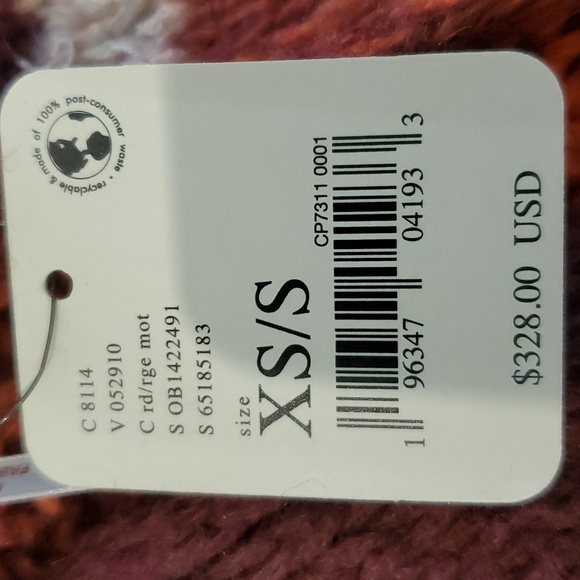 recyclable & made of 100% post-consumer waste •
C 8114
V 052910
C rd/rge mot
S OB1422491
S 65185183
size
XS/S
CP7311 0001
1 96347 04193 3
$328.00 USD